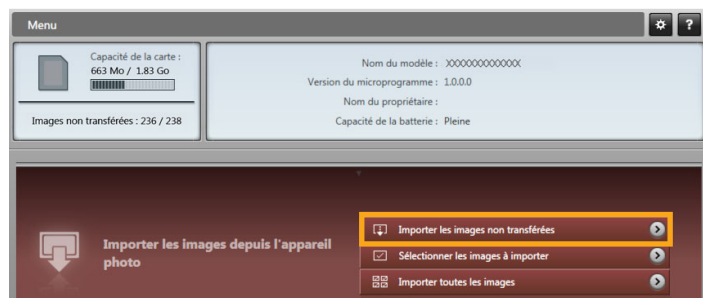 Menu
?
Capacité de la carte :
663 Mo / 1.83 Go
Images non transférées : 236 / 238
Nom du modèle : XXXXXXXXXXXXX
Version du microprogramme : 1.0.0.0
Nom du propriétaire :
Capacité de la batterie : Pleine
Importer les images depuis l'appareil
photo
Importer les images non transférées
Sélectionner les images à importer
Importer toutes les images